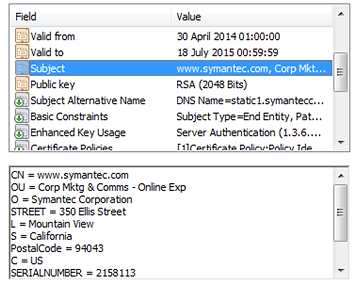 Field Value
Valid from 30 April 2014 01:00:00
Valid to 18 July 2015 00:59:59
Subject www.symantec.com, Corp Mkt...
Public key RSA (2048 Bits)
Subject Alternative Name DNS Name=static1.symantecc...
Basic Constraints Subject Type=End Entity, Pat...
Enhanced Key Usage Server Authentication (1.3.6....
Certificate Policies [1]Certificate Policy:Policy Ide...
CN = www.symantec.com
OU = Corp Mktg & Comms - Online Exp
O = Symantec Corporation
STREET = 350 Ellis Street
L = Mountain View
S = California
PostalCode = 94043
C = US
SERIALNUMBER = 2158113